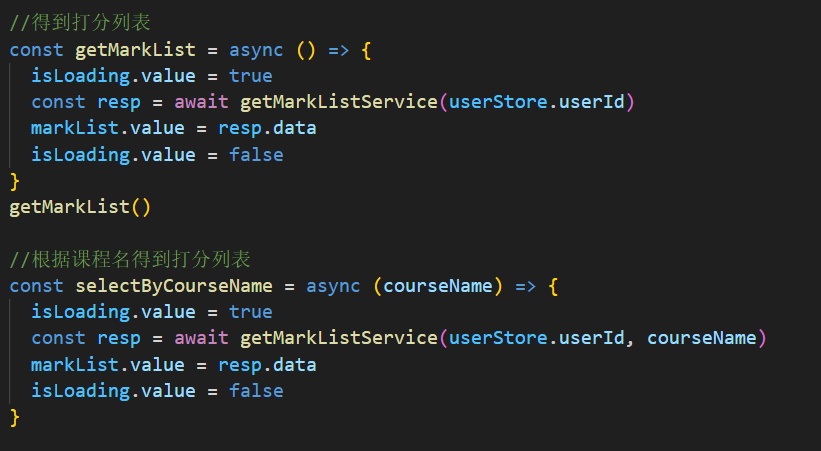 //得到打分列表
const getMarkList = async () => {
  isLoading.value = true
  const resp = await getMarkListService(userStore.userId)
  markList.value = resp.data
  isLoading.value = false
}
getMarkList()

//根据课程名得到打分列表
const selectByCourseName = async (courseName) => {
  isLoading.value = true
  const resp = await getMarkListService(userStore.userId, courseName)
  markList.value = resp.data
  isLoading.value = false
}